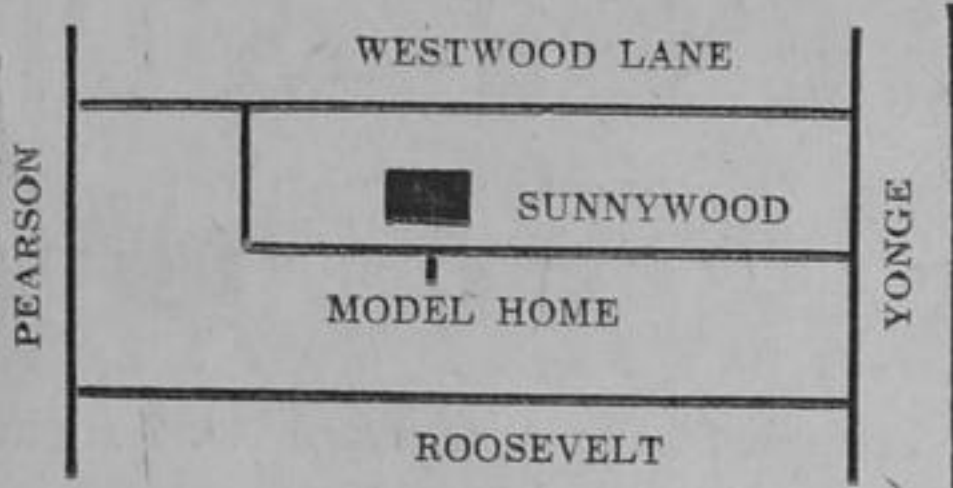 WESTWOOD LANE
PEARSON
SUNNYWOOD
YONGE
MODEL HOME
ROOSEVELT